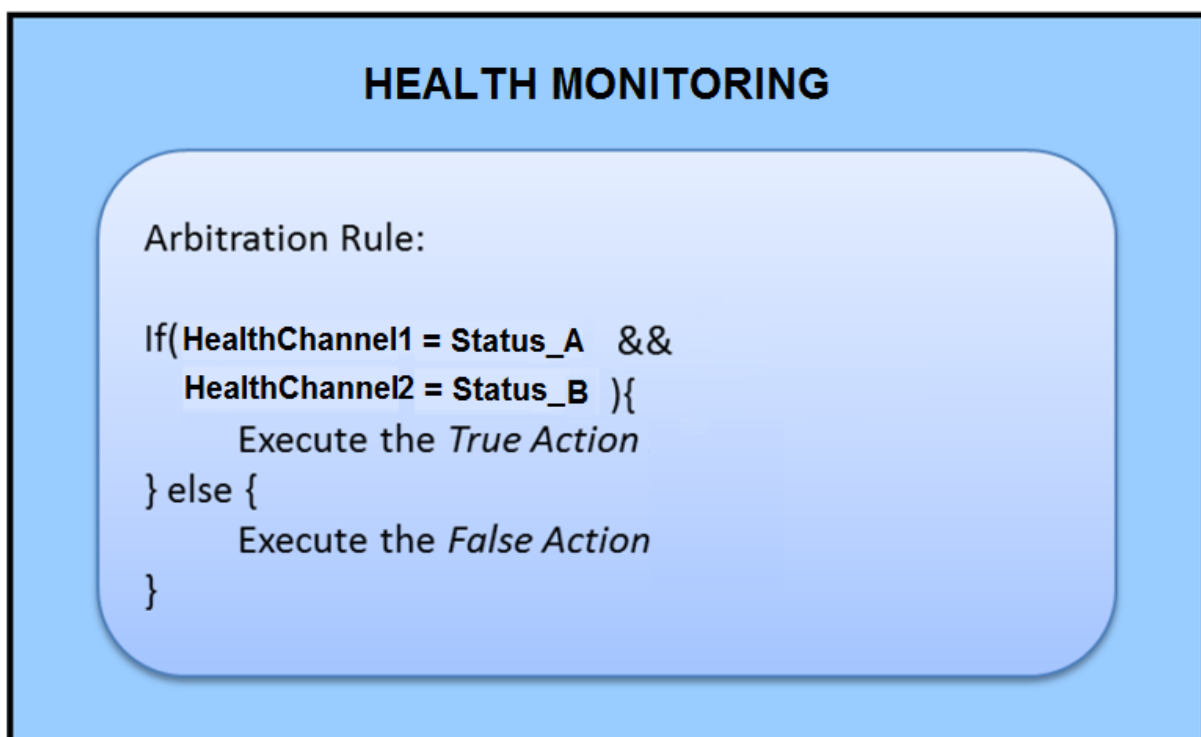 HEALTH MONITORING
Arbitration Rule:
If(HealthChannel1 = Status_A &&
HealthChannel2 = Status_B ){
Execute the True Action
} else {
Execute the False Action
}